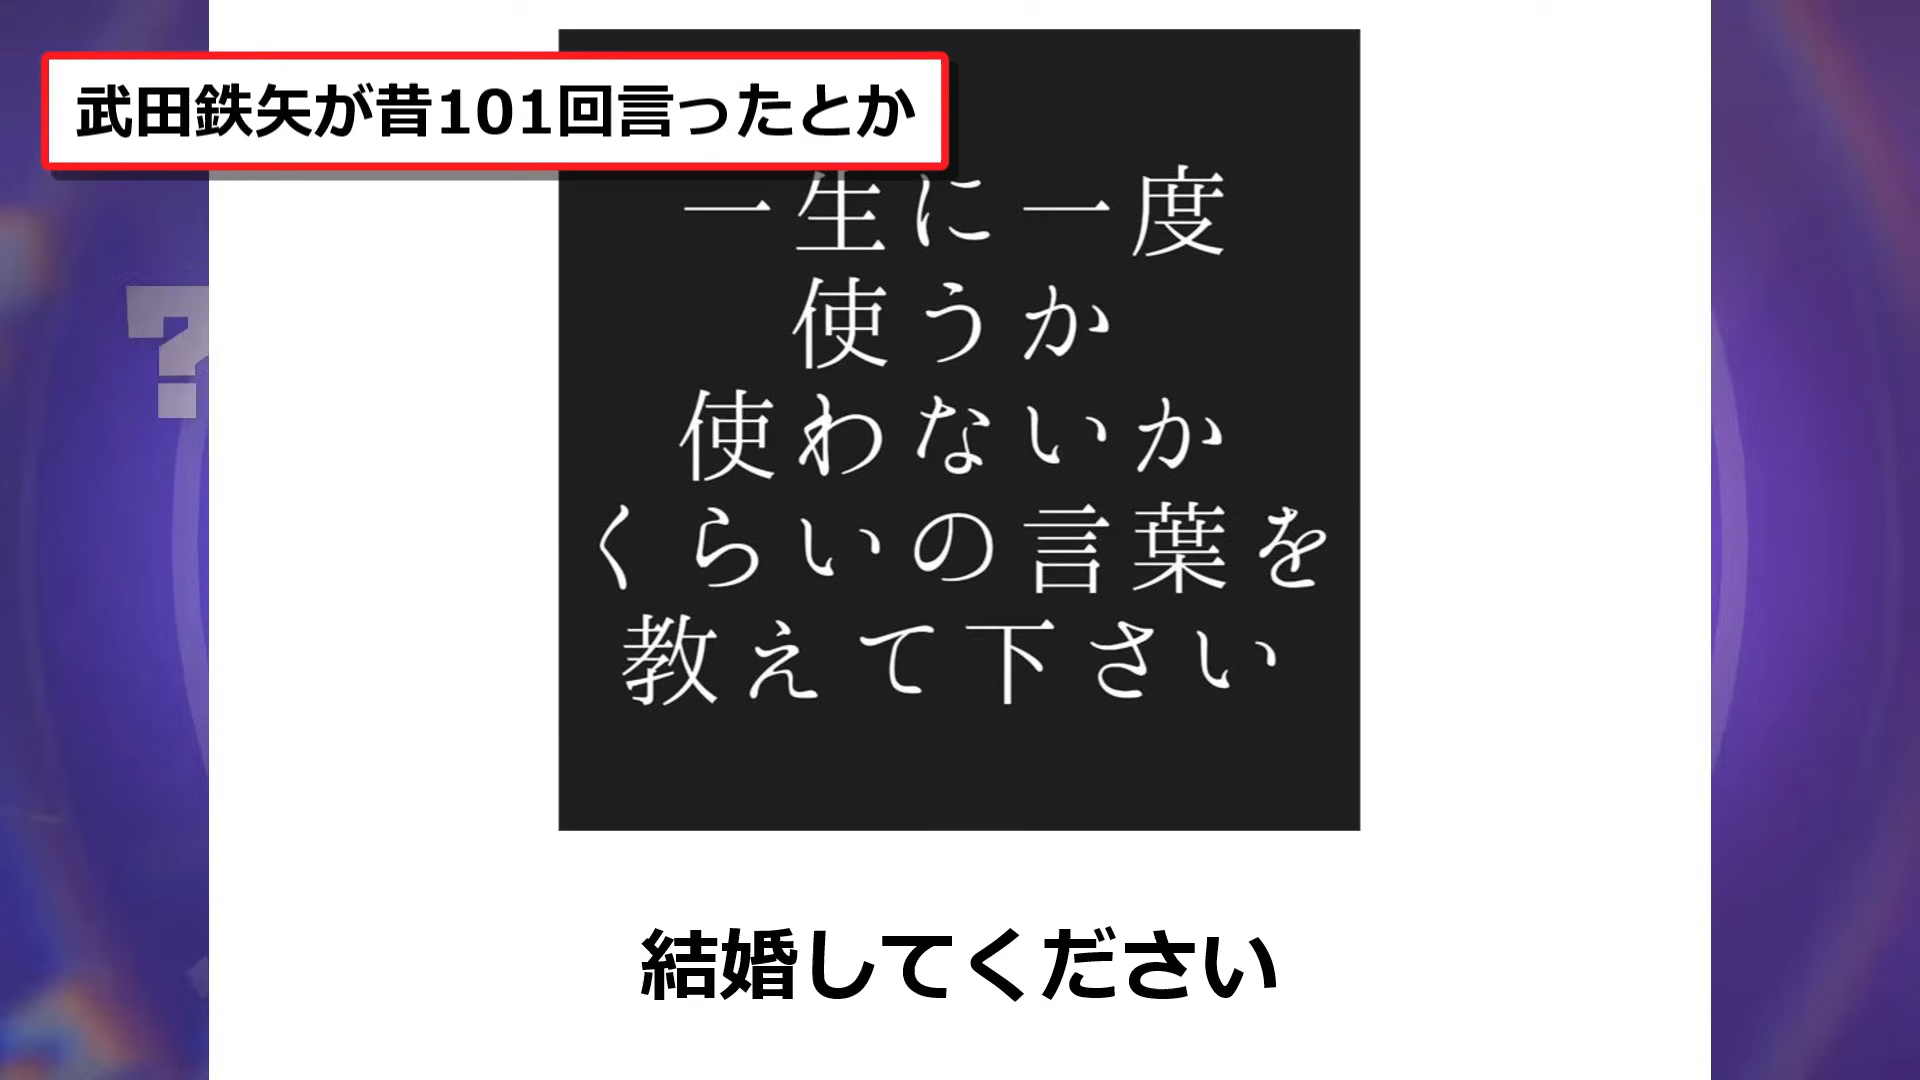 武田鉄矢が昔101回言ったとか
一生に一度
使うか
使わないか
くらいの言葉を
教えて下さい
結婚してください
?